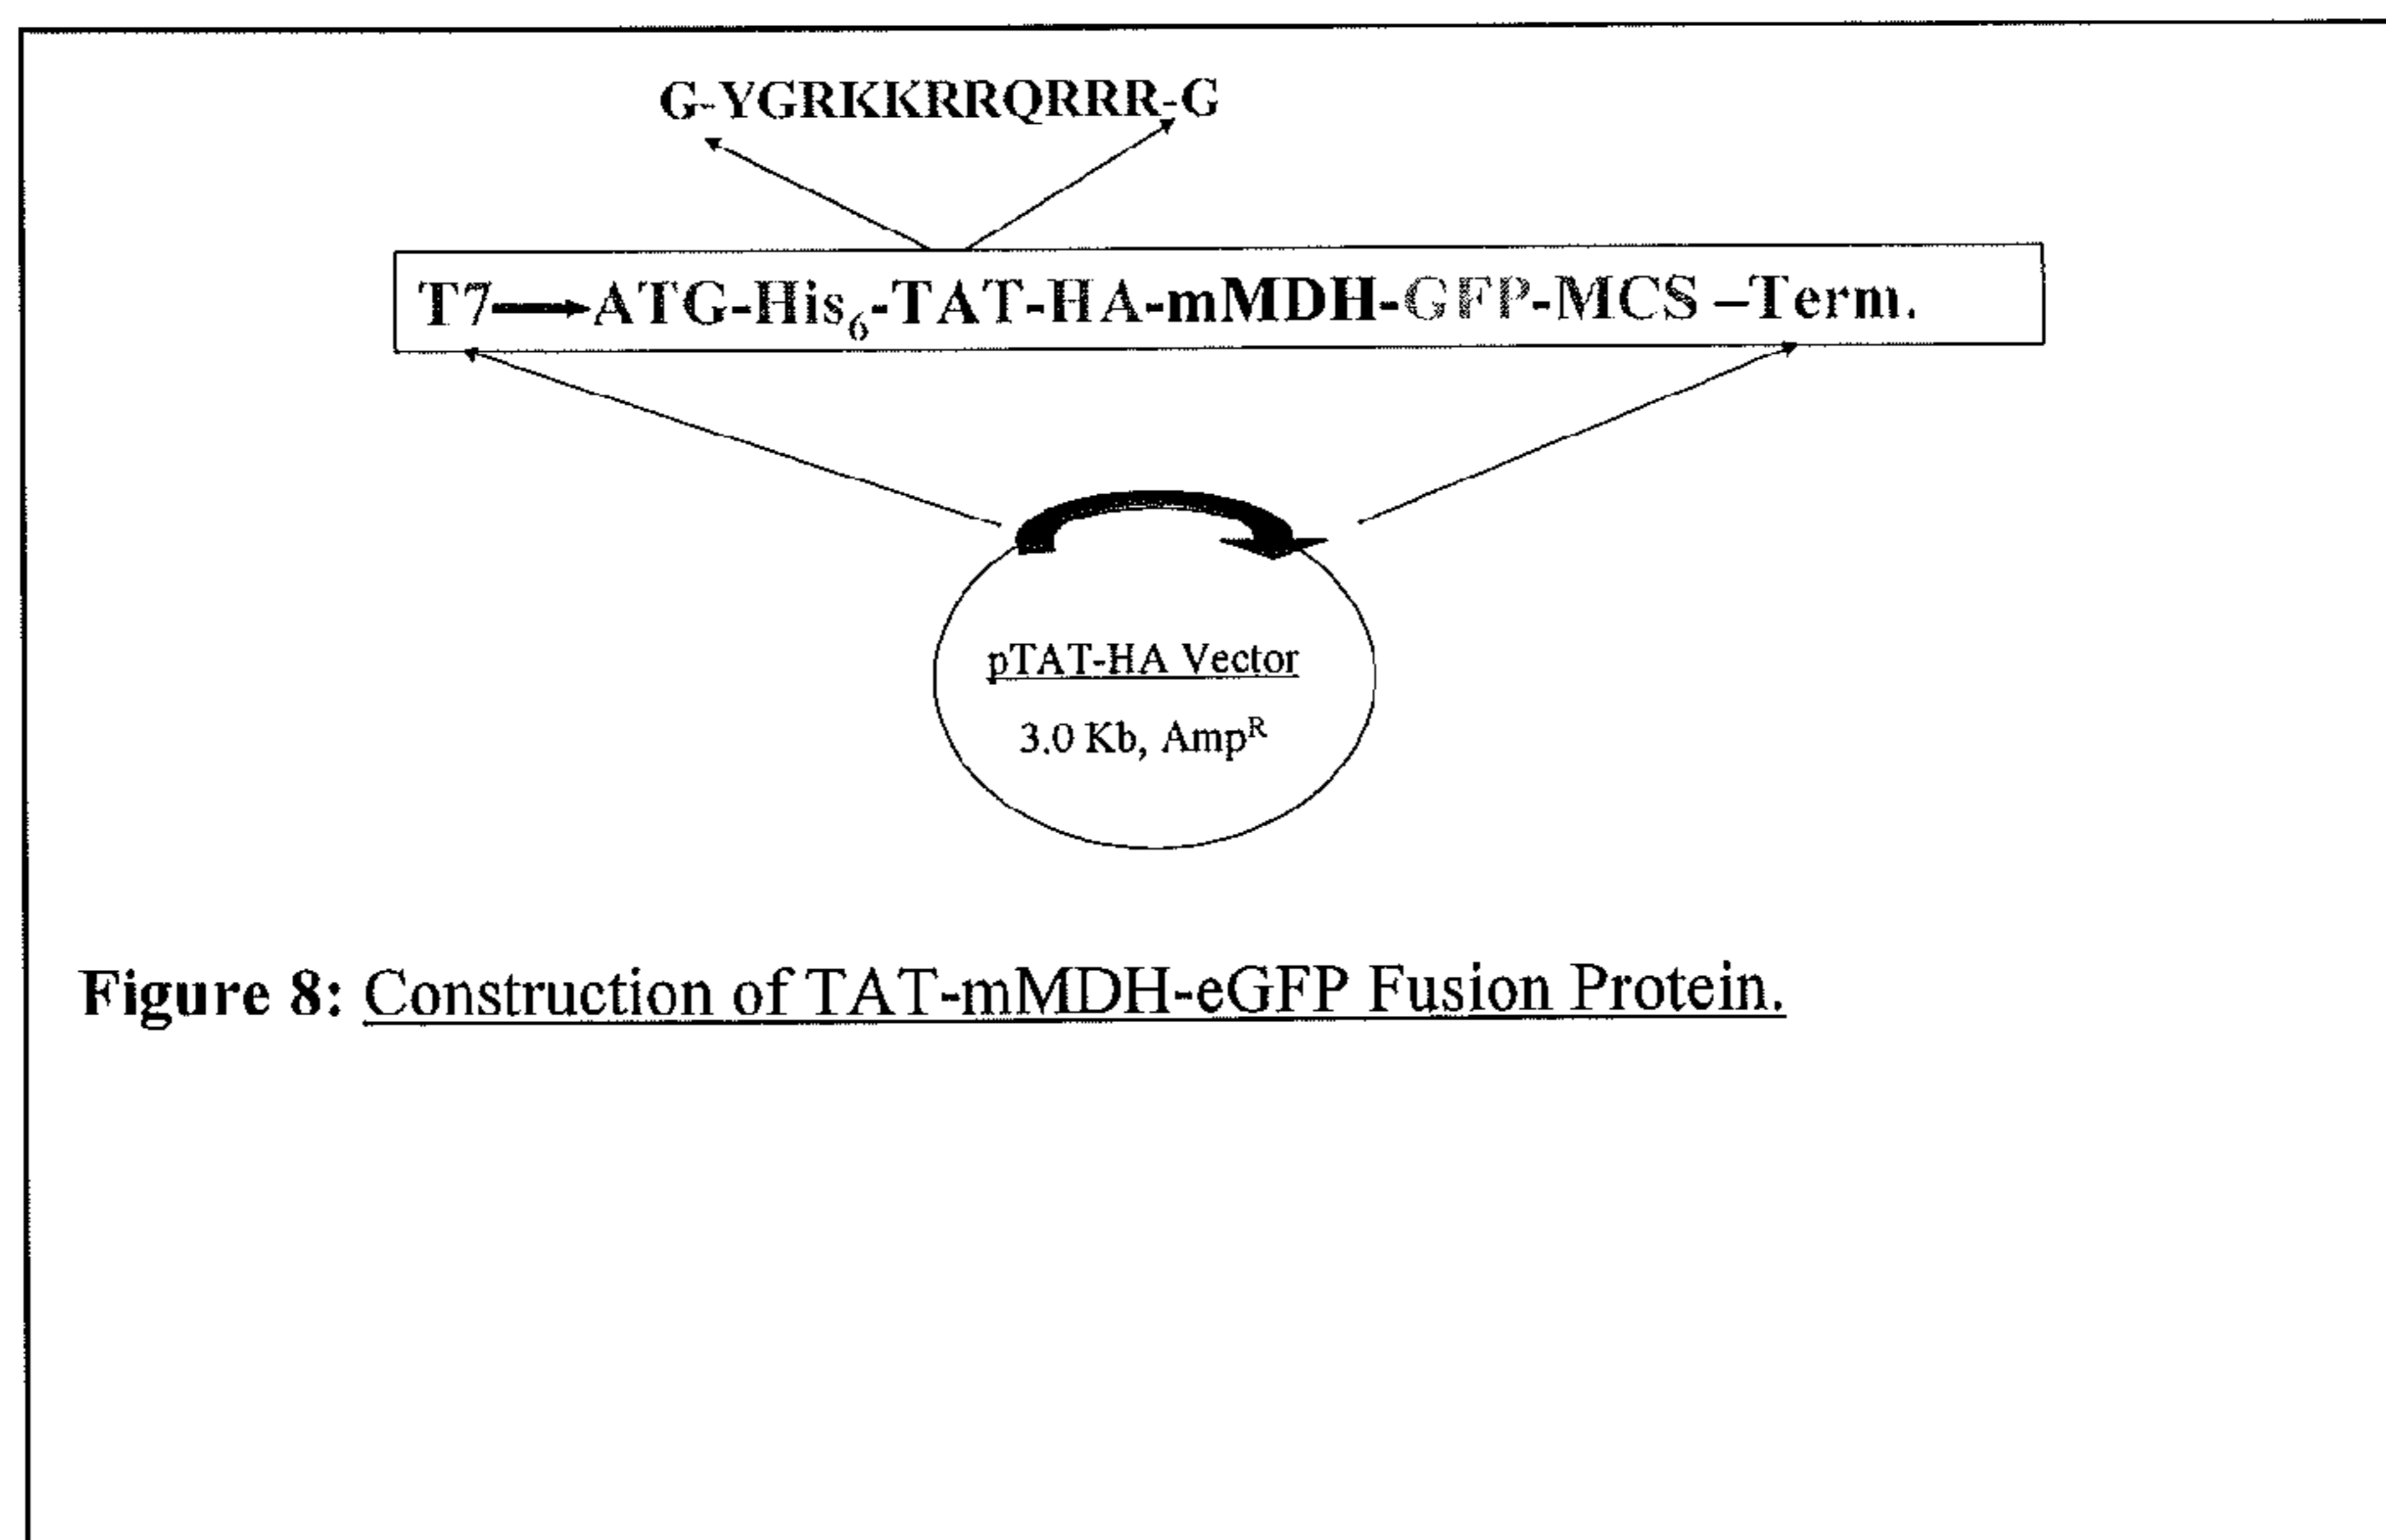 G-YGRKKRRQRRR-G
T7→ATG-His₆-TAT-HA-mMDH-GFP-MCS –Term.
pTAT-HA Vector
3.0 Kb, Ampᴿ
Figure 8: Construction of TAT-mMDH-eGFP Fusion Protein.